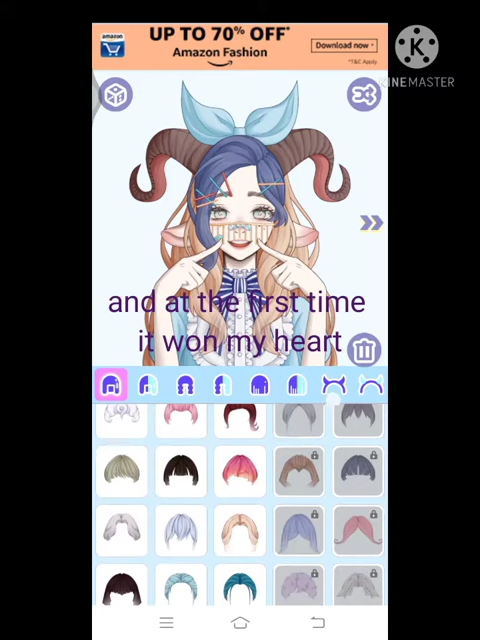 amazon
UP TO 70% OFF*
Amazon Fashion
Download now
*T&C Apply
KINEMASTER
and at the first time
it won my heart